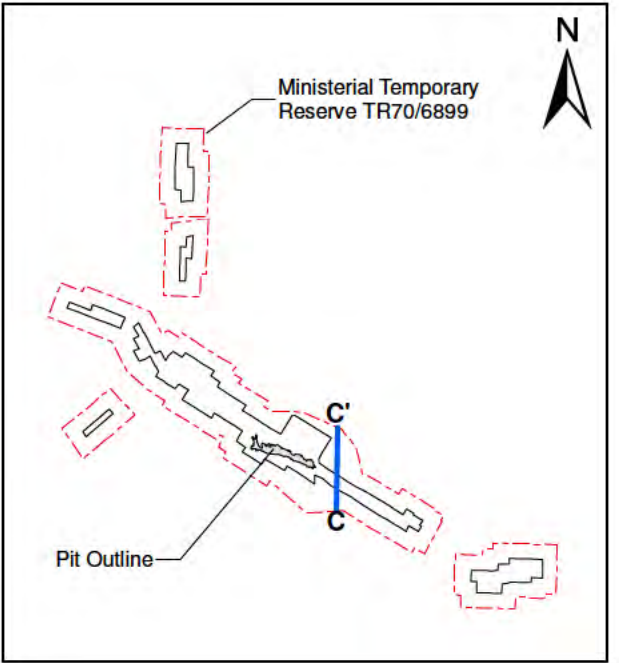 N
Ministerial Temporary
Reserve TR70/6899
C'
C
Pit Outline